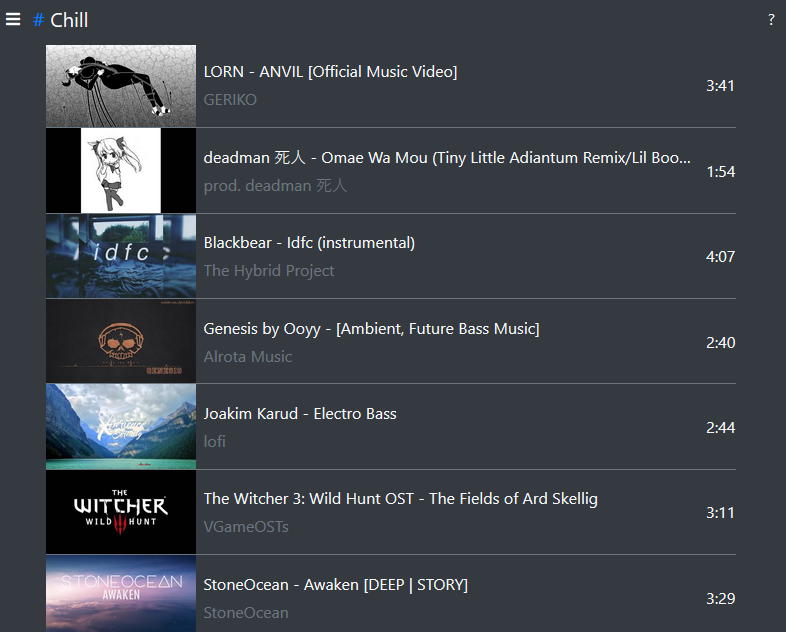 # Chill
?
LORN - ANVIL [Official Music Video]
GERIKO
3:41
deadman 死人 - Omae Wa Mou (Tiny Little Adiantum Remix/Lil Boo...
prod. deadman 死人
1:54
idfc
Blackbear - Idfc (instrumental)
The Hybrid Project
4:07
GENESIS
Genesis by Ooyy - [Ambient, Future Bass Music]
Alrota Music
2:40
Joakim Karud - Electro Bass
lofi
2:44
THE
WITCHER
WILD HUNT
The Witcher 3: Wild Hunt OST - The Fields of Ard Skellig
VGameOSTs
3:11
STONEOCEAN
AWAKEN
StoneOcean - Awaken [DEEP | STORY]
StoneOcean
3:29